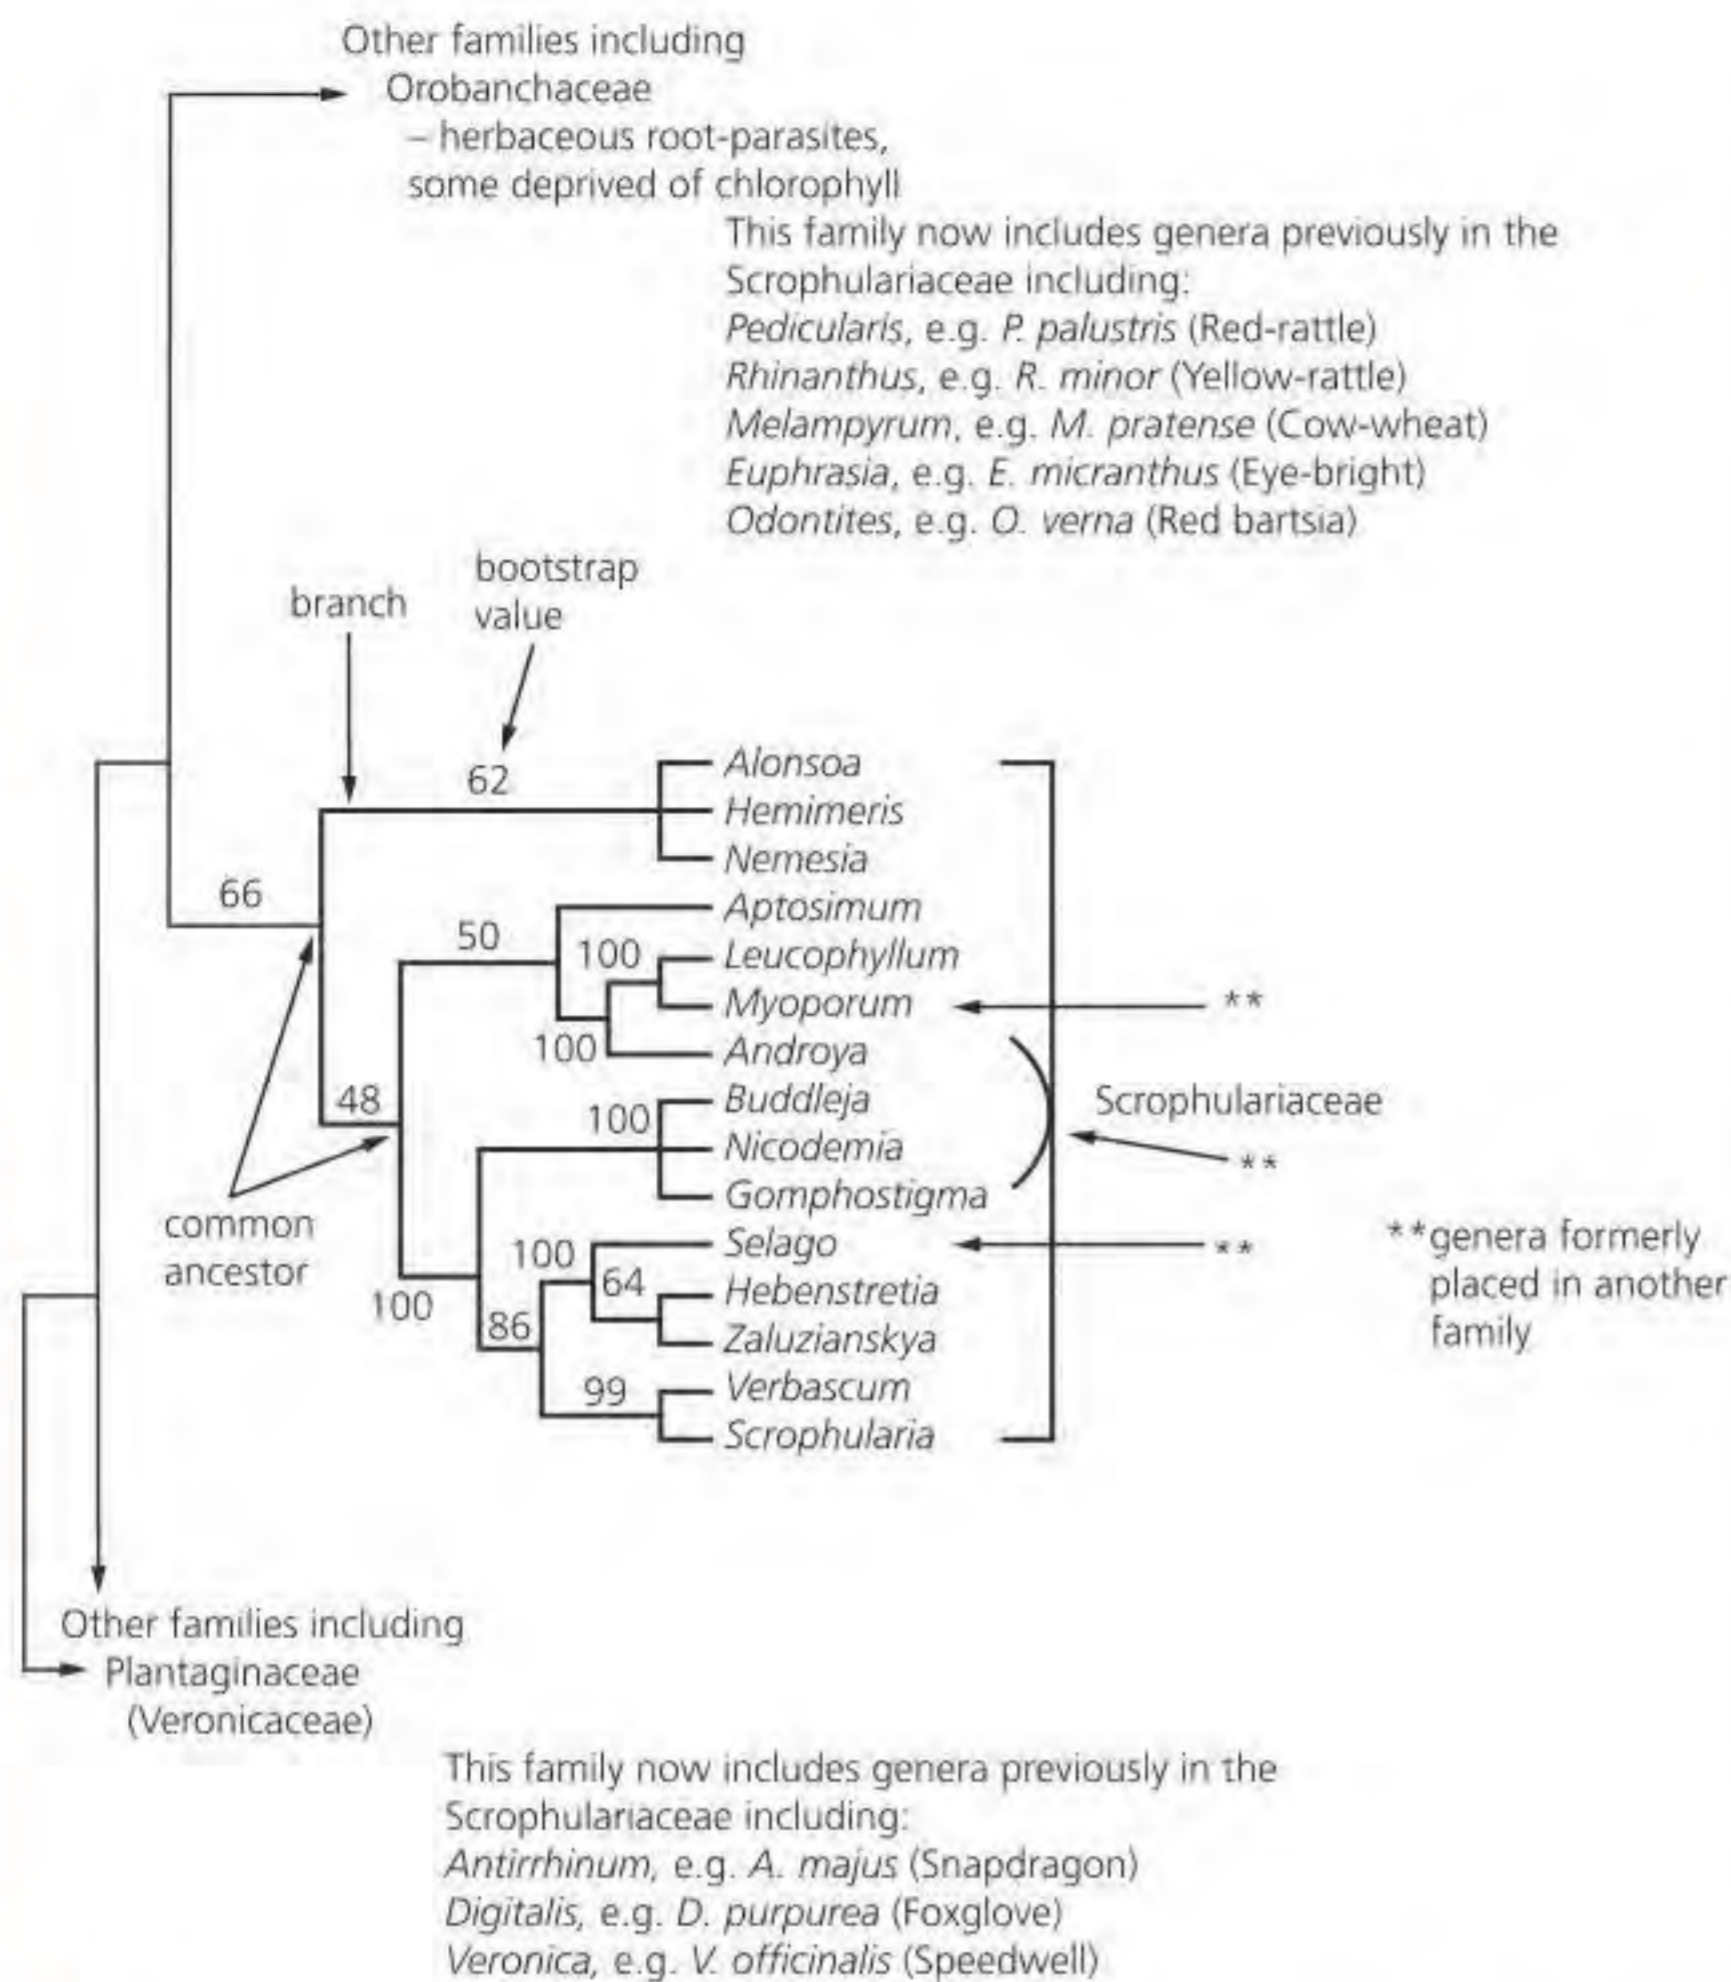 Other families including
Orobanchaceae
– herbaceous root-parasites,
some deprived of chlorophyll
This family now includes genera previously in the
Scrophulariaceae including:
Pedicularis, e.g. P. palustris (Red-rattle)
Rhinanthus, e.g. R. minor (Yellow-rattle)
Melampyrum, e.g. M. pratense (Cow-wheat)
Euphrasia, e.g. E. micranthus (Eye-bright)
Odontites, e.g. O. verna (Red bartsia)
bootstrap
value
branch
62
Alonsoa
Hemimeris
Nemesia
66
50
Aptosimum
100
Leucophyllum
Myoporum
**
100
Androya
48
Buddleja
100
Nicodemia
Gomphostigma
Scrophulariaceae
**
common
ancestor
100
Selago
**
64
Hebenstretia
100
86
Zaluzianskya
99
Verbascum
Scrophularia
**genera formerly
placed in another
family
Other families including
Plantaginaceae
(Veronicaceae)
This family now includes genera previously in the
Scrophulariaceae including:
Antirrhinum, e.g. A. majus (Snapdragon)
Digitalis, e.g. D. purpurea (Foxglove)
Veronica, e.g. V. officinalis (Speedwell)